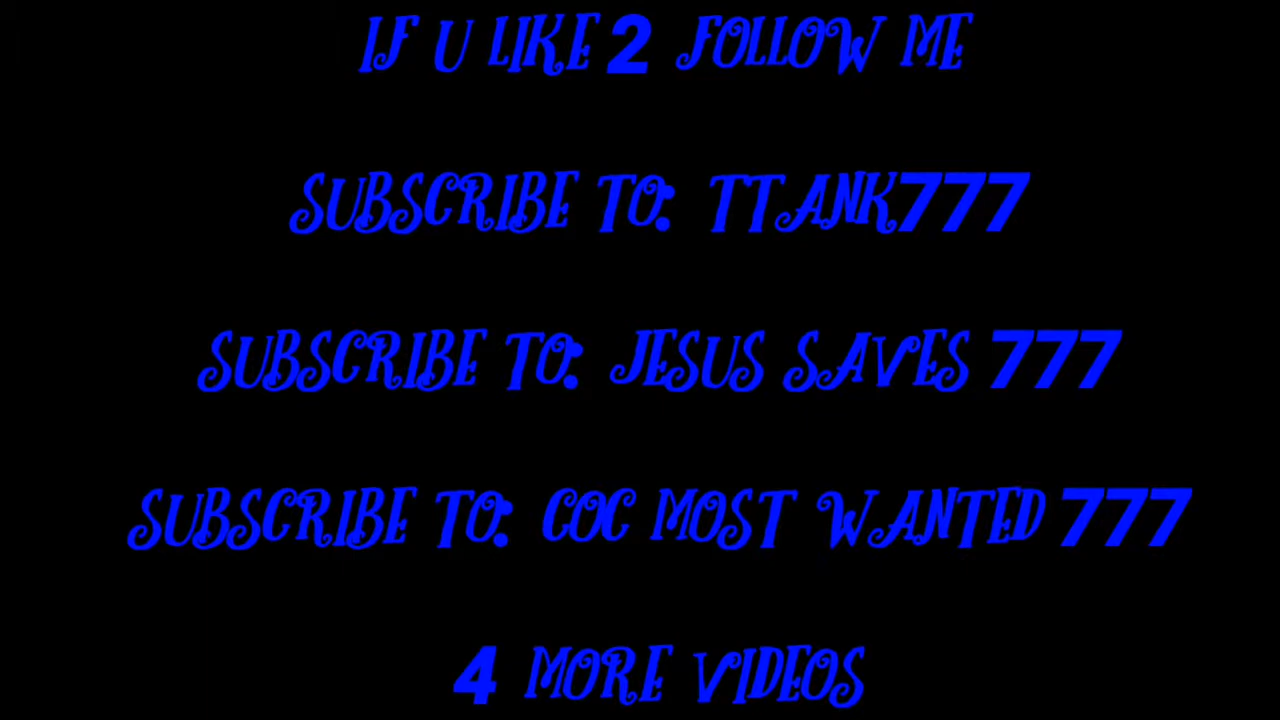 IF U LIKE 2 FOLLOW ME
SUBSCRIBE TO: TTANK777
SUBSCRIBE TO: JESUS SAVES 777
SUBSCRIBE TO: COC MOST WANTED 777
4 MORE VIDEOS